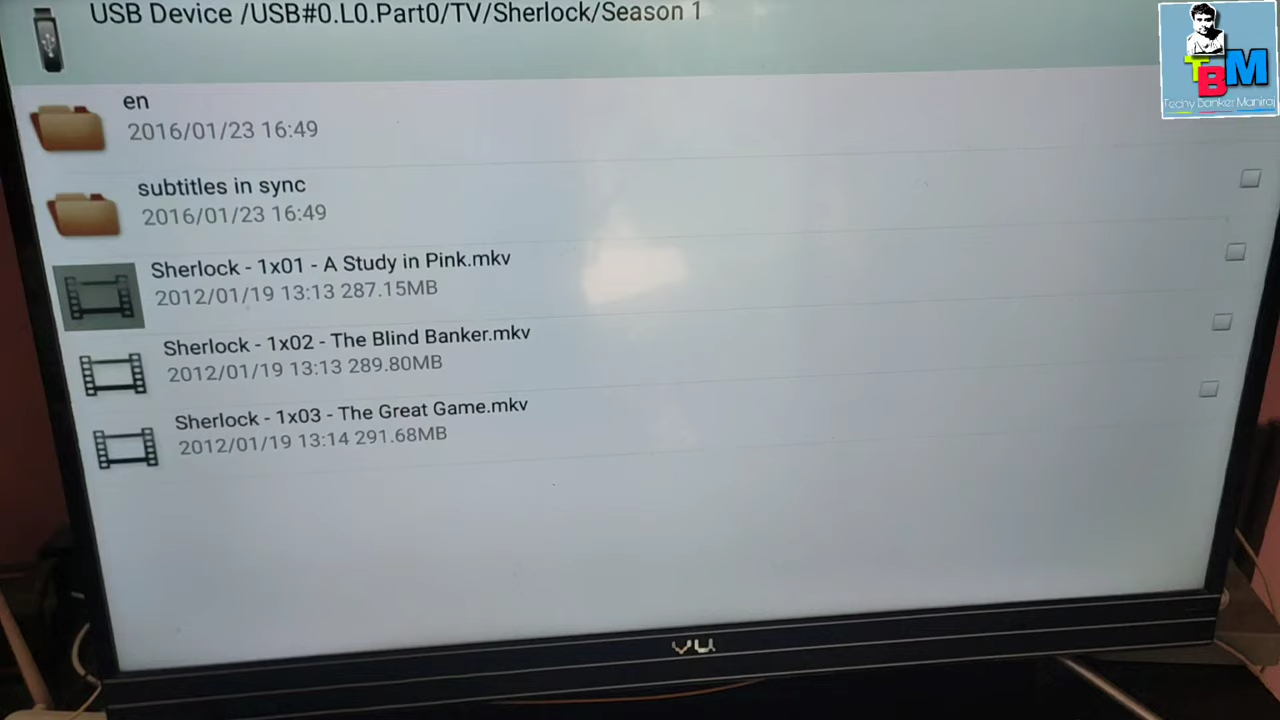 USB Device /USB#0.L0.Part0/TV/Sherlock/Season 1
en
2016/01/23 16:49
subtitles in sync
2016/01/23 16:49
Sherlock - 1x01 - A Study in Pink.mkv
2012/01/19 13:13 287.15MB
Sherlock - 1x02 - The Blind Banker.mkv
2012/01/19 13:13 289.80MB
Sherlock - 1x03 - The Great Game.mkv
2012/01/19 13:14 291.68MB
vu
TBM
Techy Banker Maniraj